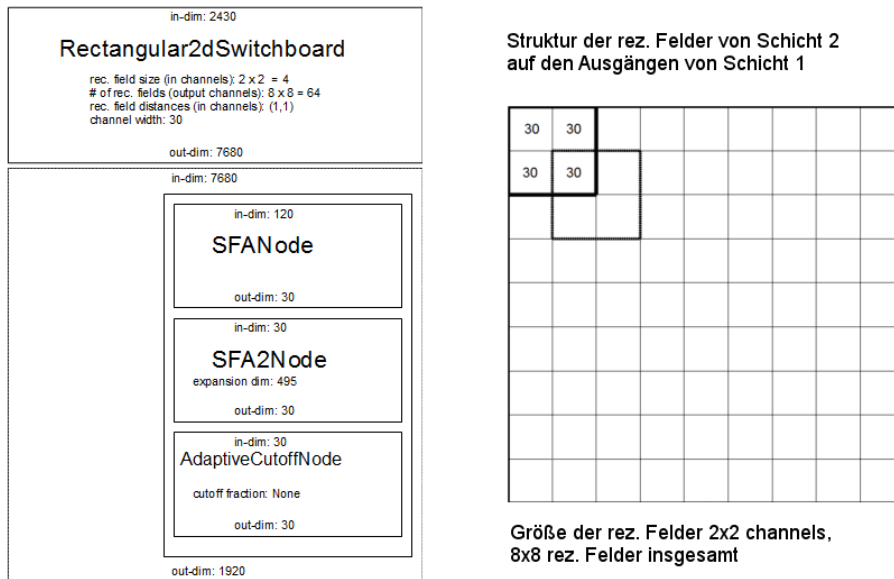 in-dim: 2430
Rectangular2dSwitchboard
rec. field size (in channels): 2 x 2 = 4
# of rec. fields (output channels): 8 x 8 = 64
rec. field distances (in channels): (1,1)
channel width: 30
out-dim: 7680
in-dim: 7680
in-dim: 120
SFANode
out-dim: 30
in-dim: 30
SFA2Node
expansion dim: 495
out-dim: 30
in-dim: 30
AdaptiveCutoffNode
cutoff fraction: None
out-dim: 30
out-dim: 1920
Struktur der rez. Felder von Schicht 2
auf den Ausgängen von Schicht 1
30 30
30 30
Größe der rez. Felder 2x2 channels,
8x8 rez. Felder insgesamt